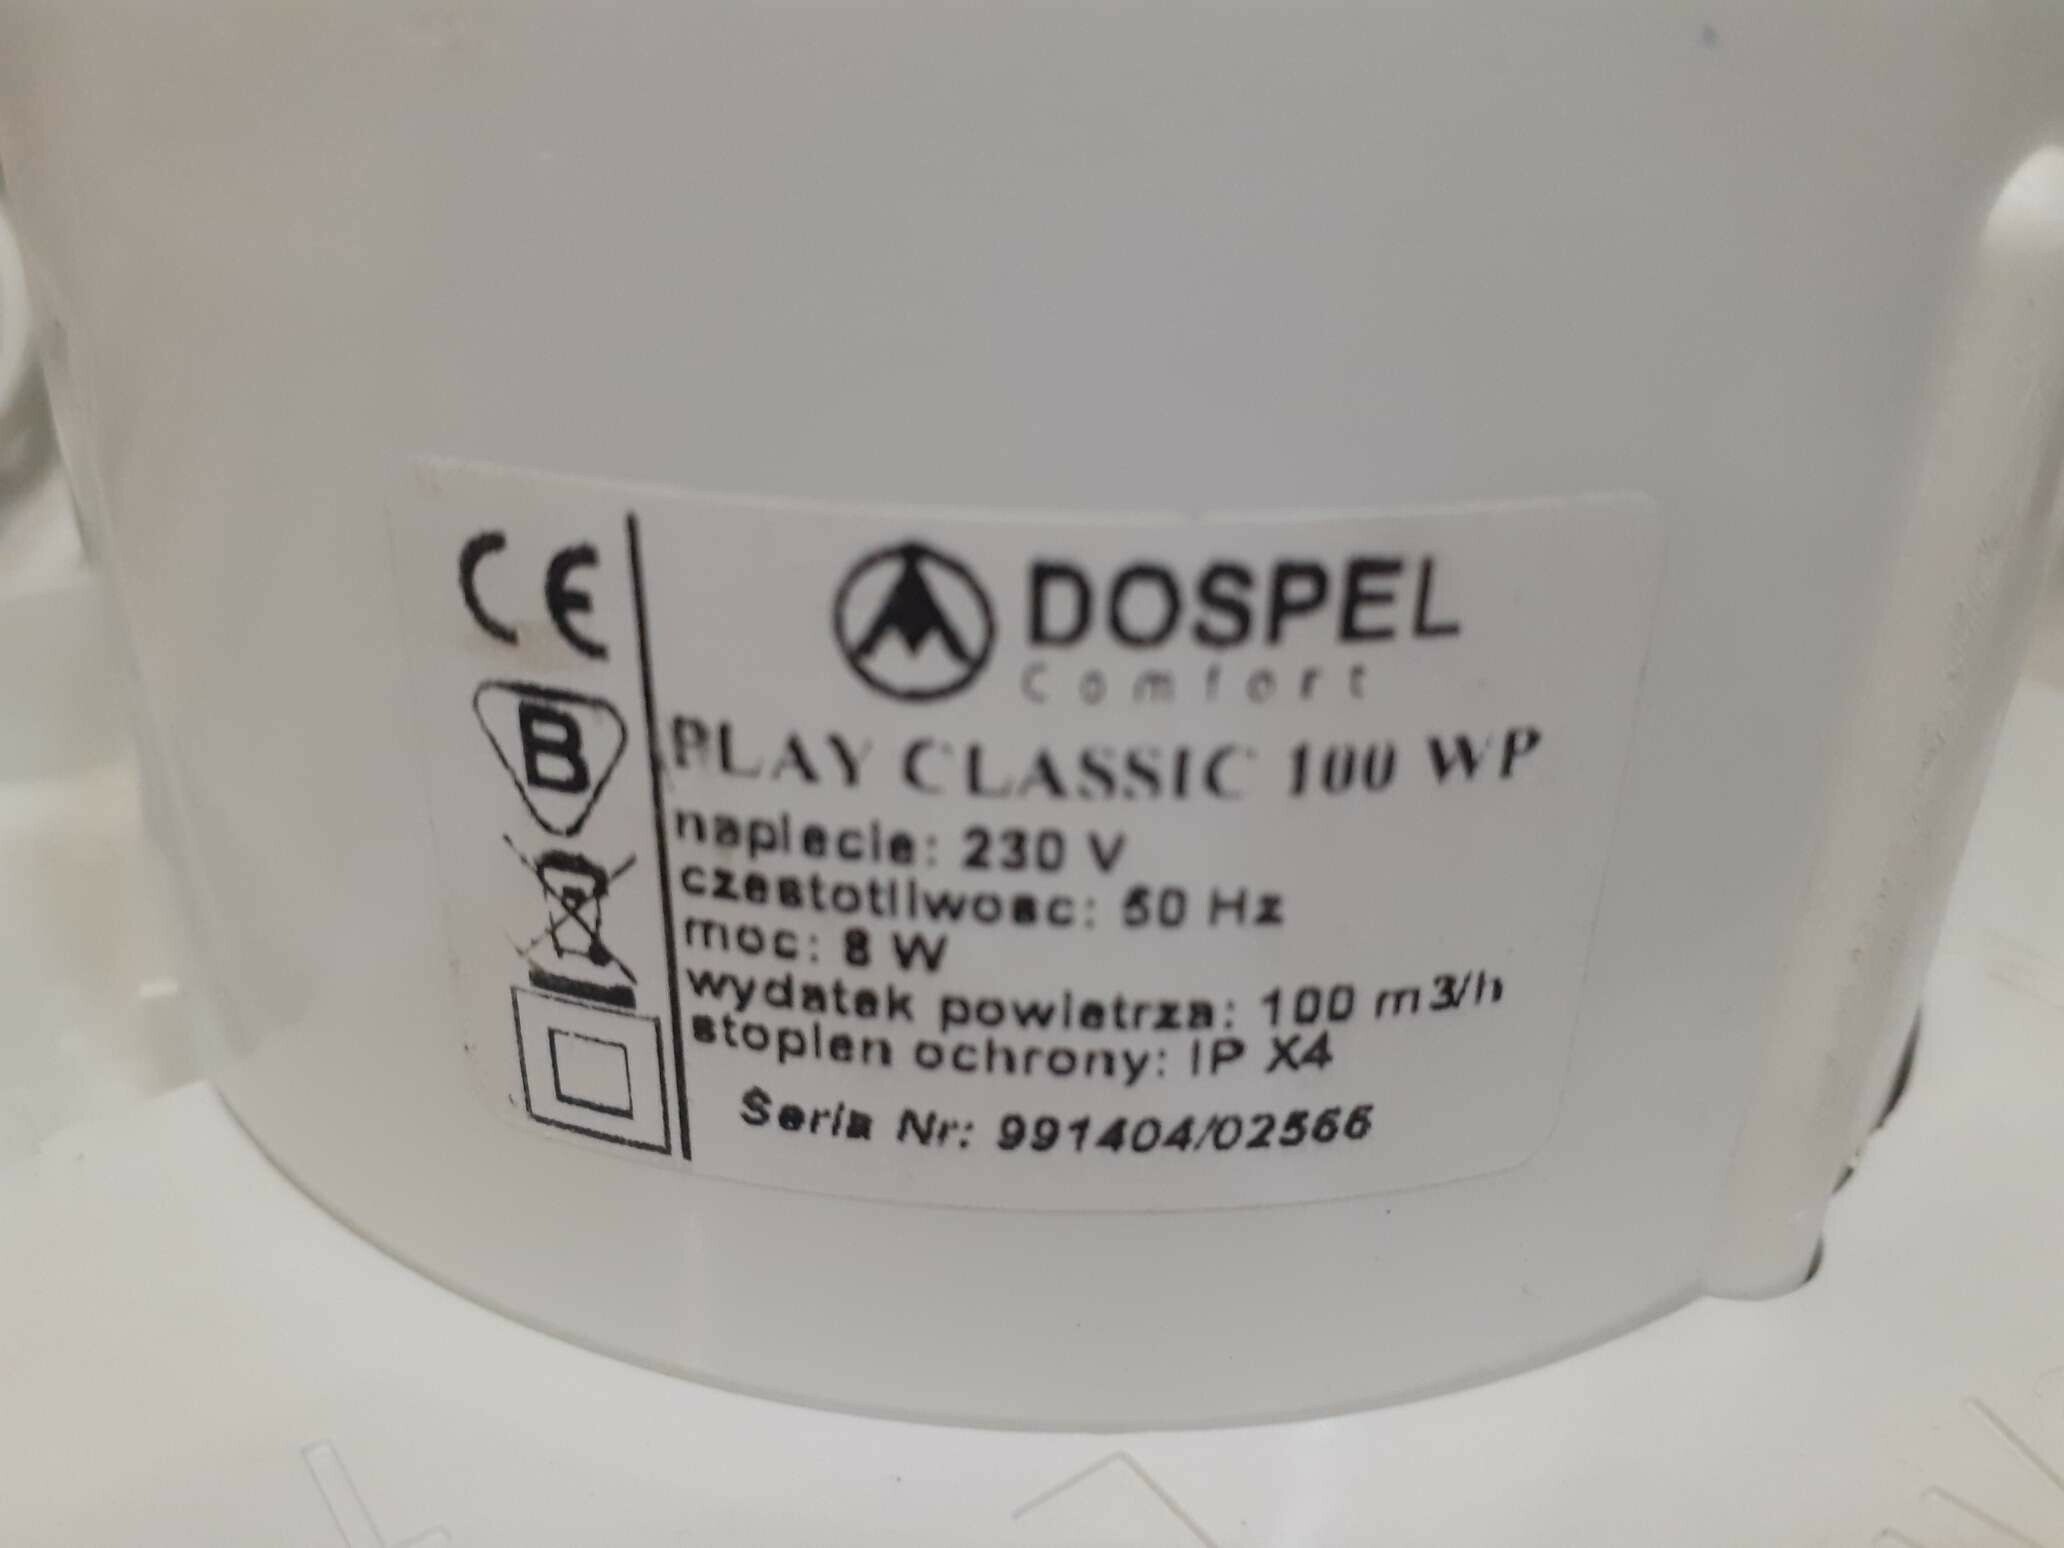 CE
DOSPEL
Comfort
B
PLAY CLASSIC 100 WP
napiecie: 230 V
czestotliwosc: 50 Hz
moc: 8 W
wydatek powietrza: 100 m3/h
stopien ochrony: IP X4
Seria Nr: 991404/02566